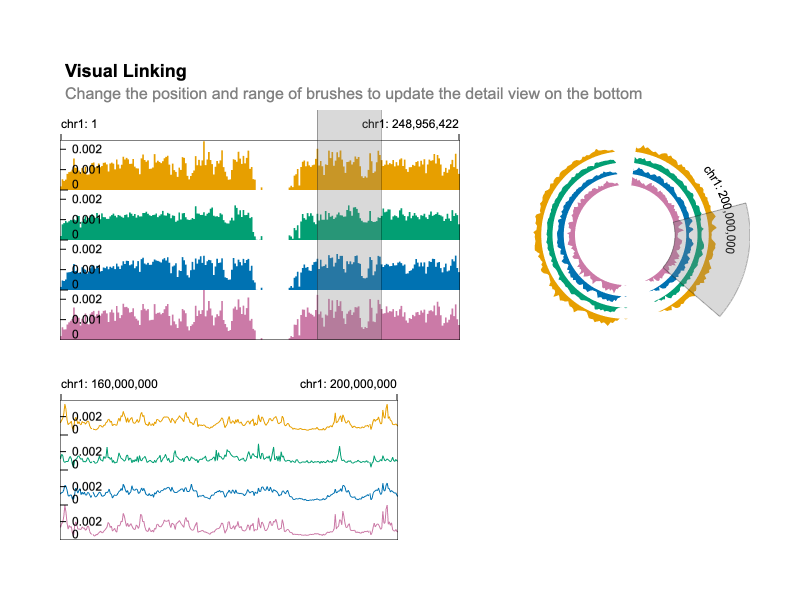 Visual Linking
Change the position and range of brushes to update the detail view on the bottom
chr1: 1
chr1: 248,956,422
0.002
0.001
0
0.002
0.001
0
0.002
0.001
0
0.002
0.001
0
chr1: 200,000,000
chr1: 160,000,000
chr1: 200,000,000
0.002
0
0.002
0
0.002
0
0.002
0